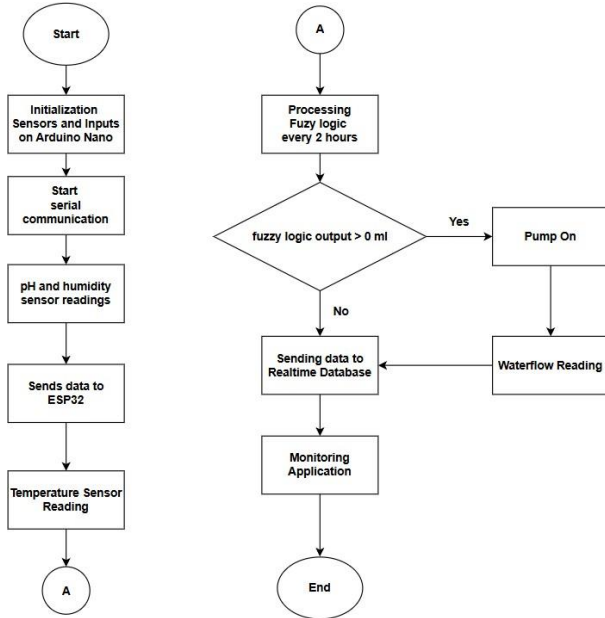 Start
Initialization
Sensors and Inputs
on Arduino Nano
Start
serial
communication
pH and humidity
sensor readings
Sends data to
ESP32
Temperature Sensor
Reading
A
A
Processing
Fuzy logic
every 2 hours
fuzzy logic output > 0 ml
Yes
Pump On
No
Sending data to
Realtime Database
Waterflow Reading
Monitoring
Application
End